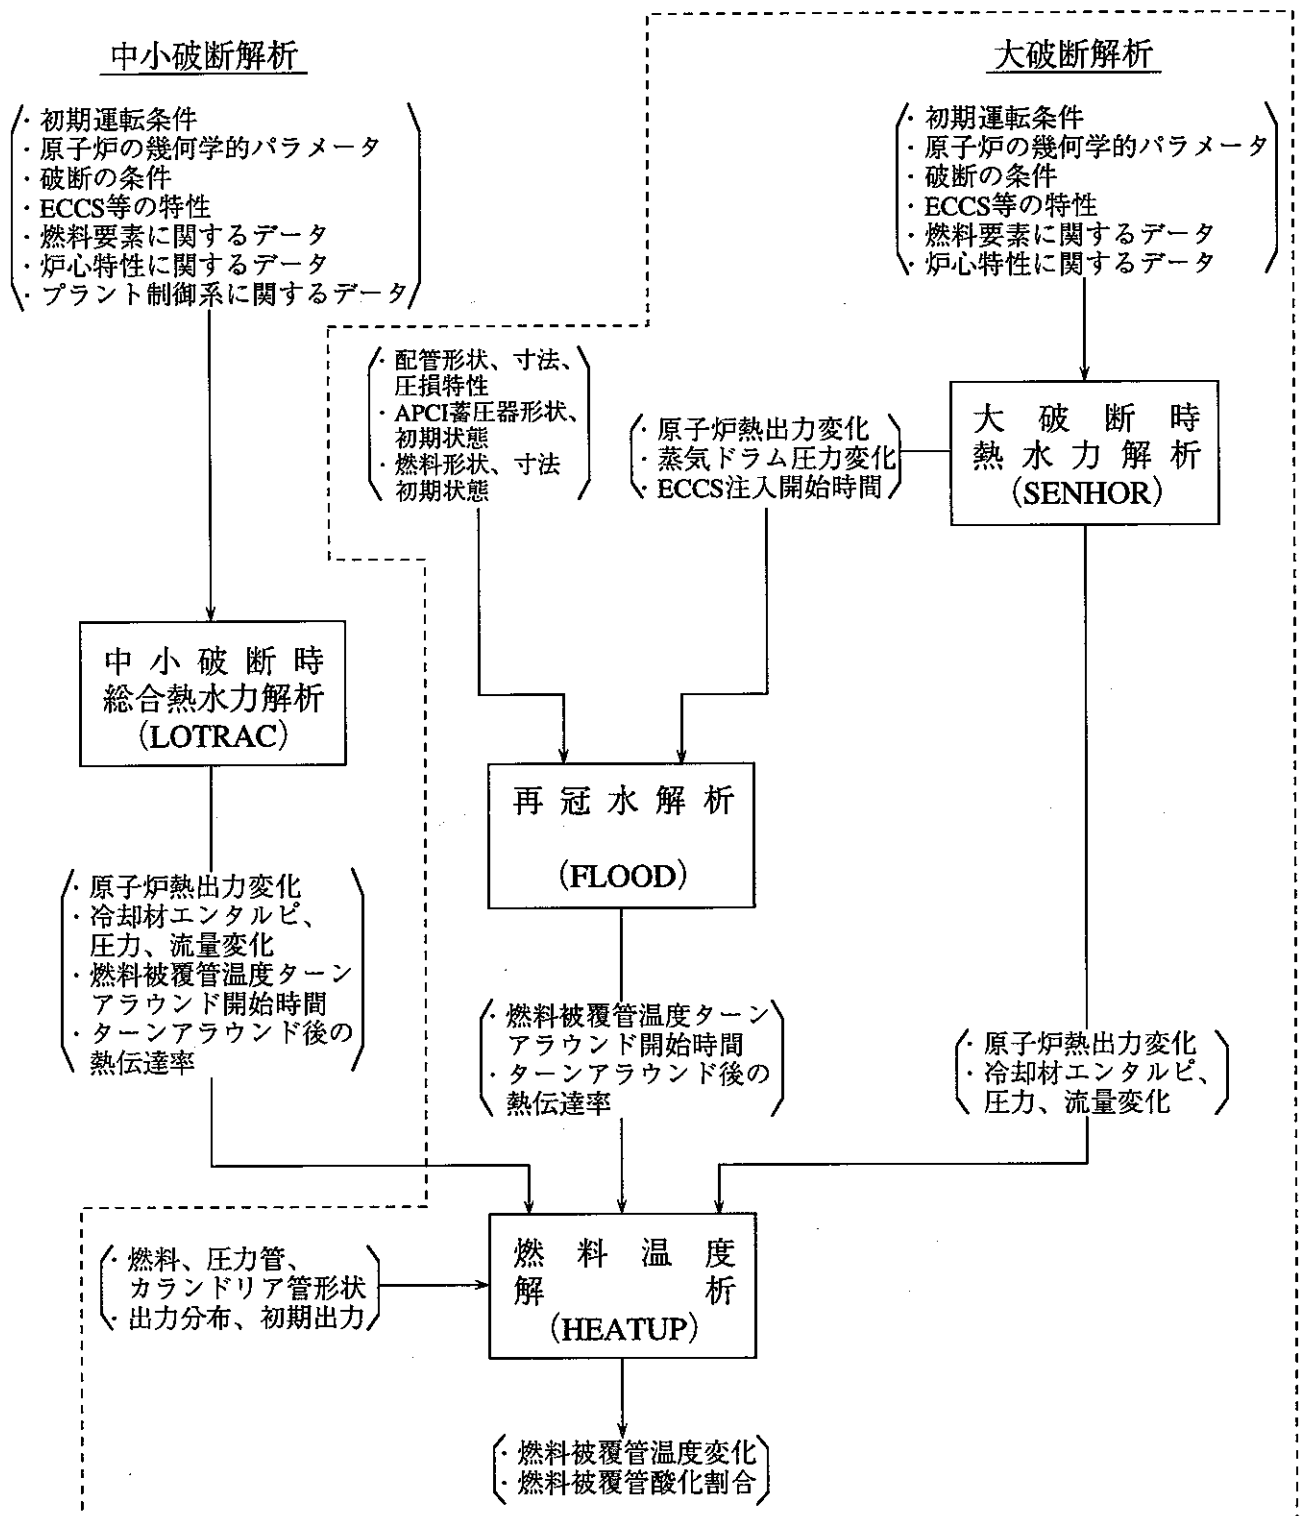 中小破断解析
・初期運転条件
・原子炉の幾何学的パラメータ
・破断の条件
・ECCS等の特性
・燃料要素に関するデータ
・炉心特性に関するデータ
・プラント制御系に関するデータ
大破断解析
・初期運転条件
・原子炉の幾何学的パラメータ
・破断の条件
・ECCS等の特性
・燃料要素に関するデータ
・炉心特性に関するデータ
・配管形状、寸法、
圧損特性
・APCI蓄圧器形状、
初期状態
・燃料形状、寸法
初期状態
・原子炉熱出力変化
・蒸気ドラム圧力変化
・ECCS注入開始時間
大破断時
熱水力解析
(SENHOR)
中小破断時
総合熱水力解析
(LOTRAC)
再冠水解析
(FLOOD)
・原子炉熱出力変化
・冷却材エンタルピ、
圧力、流量変化
・燃料被覆管温度ターン
アラウンド開始時間
・ターンアラウンド後の
熱伝達率
・燃料被覆管温度ターン
アラウンド開始時間
・ターンアラウンド後の
熱伝達率
・原子炉熱出力変化
・冷却材エンタルピ、
圧力、流量変化
・燃料、圧力管、
カランドリア管形状
・出力分布、初期出力
燃料温度
解析
(HEATUP)
・燃料被覆管温度変化
・燃料被覆管酸化割合